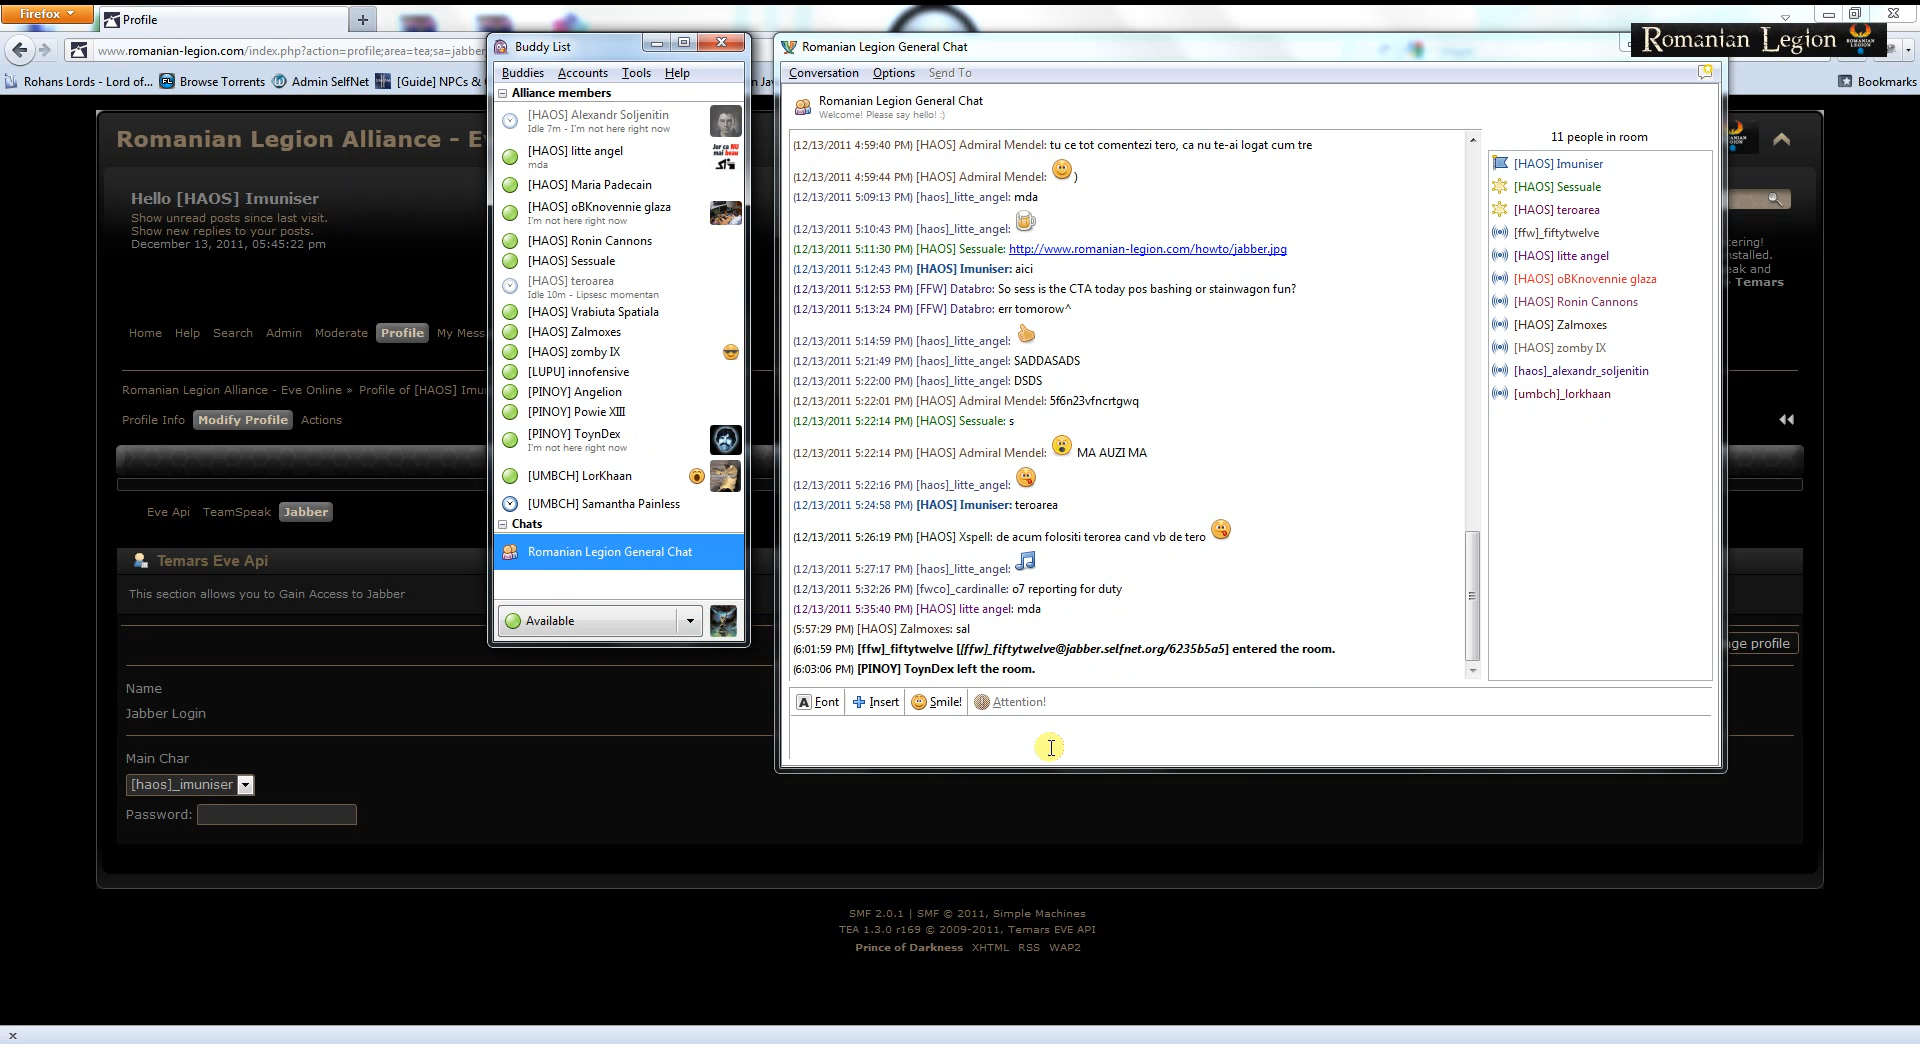 Firefox
Profile
www.romanian-legion.com/index.php?action=profile;area=tea;sa=jabber
Rohans Lords - Lord of...
Browse Torrents
Admin SelfNet
[Guide] NPCs &
Bookmarks
Romanian Legion
Romanian Legion Alliance - E
Hello [HAOS] Imuniser
Show unread posts since last visit.
Show new replies to your posts.
December 13, 2011, 05:45:22 pm
Home Help Search Admin Moderate Profile My Mess
Romanian Legion Alliance - Eve Online » Profile of [HAOS] Imu
Profile Info Modify Profile Actions
Eve Api TeamSpeak Jabber
Temars Eve Api
This section allows you to Gain Access to Jabber
Name
Jabber Login
Main Char
[haos]_imuniser
Password:
Buddy List
Buddies Accounts Tools Help
Alliance members
[HAOS] Alexandr Soljenitin
Idle 7m - I'm not here right now
[HAOS] litte angel
mda
Jur ca NU
mai beau
[HAOS] Maria Padecain
[HAOS] oBKnovennie glaza
I'm not here right now
[HAOS] Ronin Cannons
[HAOS] Sessuale
[HAOS] teroarea
Idle 10m - Lipsesc momentan
[HAOS] Vrabiuta Spatiala
[HAOS] Zalmoxes
[HAOS] zomby IX
[LUPU] innofensive
[PINOY] Angelion
[PINOY] Powie XIII
[PINOY] ToynDex
I'm not here right now
[UMBCH] LorKhaan
[UMBCH] Samantha Painless
Chats
Romanian Legion General Chat
Available
Romanian Legion General Chat
Conversation Options Send To
Romanian Legion General Chat
Welcome! Please say hello! :)
(12/13/2011 4:59:40 PM) [HAOS] Admiral Mendel: tu ce tot comentezi tero, ca nu te-ai logat cum tre
(12/13/2011 4:59:44 PM) [HAOS] Admiral Mendel: )
(12/13/2011 5:09:13 PM) [haos]_litte_angel: mda
(12/13/2011 5:10:43 PM) [haos]_litte_angel:
(12/13/2011 5:11:30 PM) [HAOS] Sessuale: http://www.romanian-legion.com/howto/jabber.jpg
(12/13/2011 5:12:43 PM) [HAOS] Imuniser: aici
(12/13/2011 5:12:53 PM) [FFW] Databro: So sess is the CTA today pos bashing or stainwagon fun?
(12/13/2011 5:13:24 PM) [FFW] Databro: err tomorow^
(12/13/2011 5:14:59 PM) [haos]_litte_angel:
(12/13/2011 5:21:49 PM) [haos]_litte_angel: SADDASADS
(12/13/2011 5:22:00 PM) [haos]_litte_angel: DSDS
(12/13/2011 5:22:01 PM) [HAOS] Admiral Mendel: 5f6n23vfncrtgwq
(12/13/2011 5:22:14 PM) [HAOS] Sessuale: s
(12/13/2011 5:22:14 PM) [HAOS] Admiral Mendel: MA AUZI MA
(12/13/2011 5:22:16 PM) [haos]_litte_angel:
(12/13/2011 5:24:58 PM) [HAOS] Imuniser: teroarea
(12/13/2011 5:26:19 PM) [HAOS] Xspell: de acum folositi terorea cand vb de tero
(12/13/2011 5:27:17 PM) [haos]_litte_angel:
(12/13/2011 5:32:26 PM) [fwco]_cardinalle: o7 reporting for duty
(12/13/2011 5:35:40 PM) [HAOS] litte angel: mda
(5:57:29 PM) [HAOS] Zalmoxes: sal
(6:01:59 PM) [ffw]_fiftytwelve [[ffw]_fiftytwelve@jabber.selfnet.org/6235b5a5] entered the room.
(6:03:06 PM) [PINOY] ToynDex left the room.
Font Insert Smile! Attention!
11 people in room
[HAOS] Imuniser
[HAOS] Sessuale
[HAOS] teroarea
[ffw]_fiftytwelve
[HAOS] litte angel
[HAOS] oBKnovennie glaza
[HAOS] Ronin Cannons
[HAOS] Zalmoxes
[HAOS] zomby IX
[haos]_alexandr_soljenitin
[umbch]_lorkhaan
tering!
nstalled.
eak and
Temars
ge profile
SMF 2.0.1 | SMF © 2011, Simple Machines
TEA 1.3.0 r169 © 2009-2011, Temars EVE API
Prince of Darkness XHTML RSS WAP2